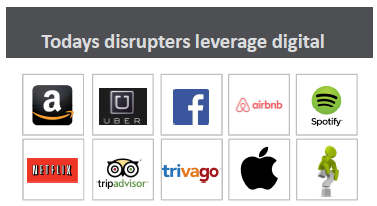 Todays disrupters leverage digital
a
UBER
f
airbnb
Spotify
NETFLIX
tripadvisor
trivago